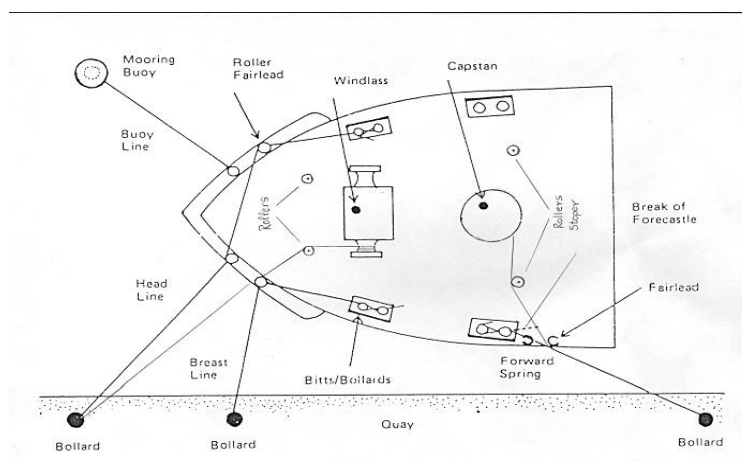 Mooring
Buoy
Roller
Fairlead
Windlass
Capstan
Buoy
Line
Rollers
Rollers
Stoper
Break of
Forecastle
Head
Line
Fairlead
Breast
Line
Bitts/Bollards
Forward
Spring
Bollard
Bollard
Quay
Bollard